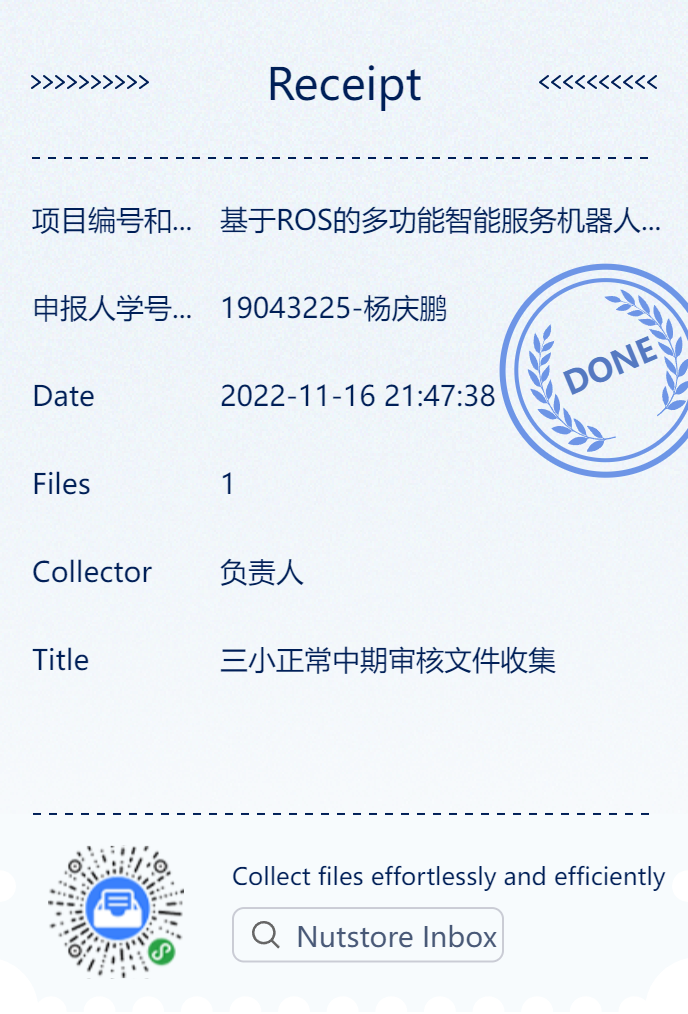 >>>>>>>>>> Receipt <<<<<<<<<<
项目编号和... 基于ROS的多功能智能服务机器人...
申报人学号... 19043225-杨庆鹏
DONE
Date 2022-11-16 21:47:38
Files 1
Collector 负责人
Title 三小正常中期审核文件收集
Collect files effortlessly and efficiently
Nutstore Inbox